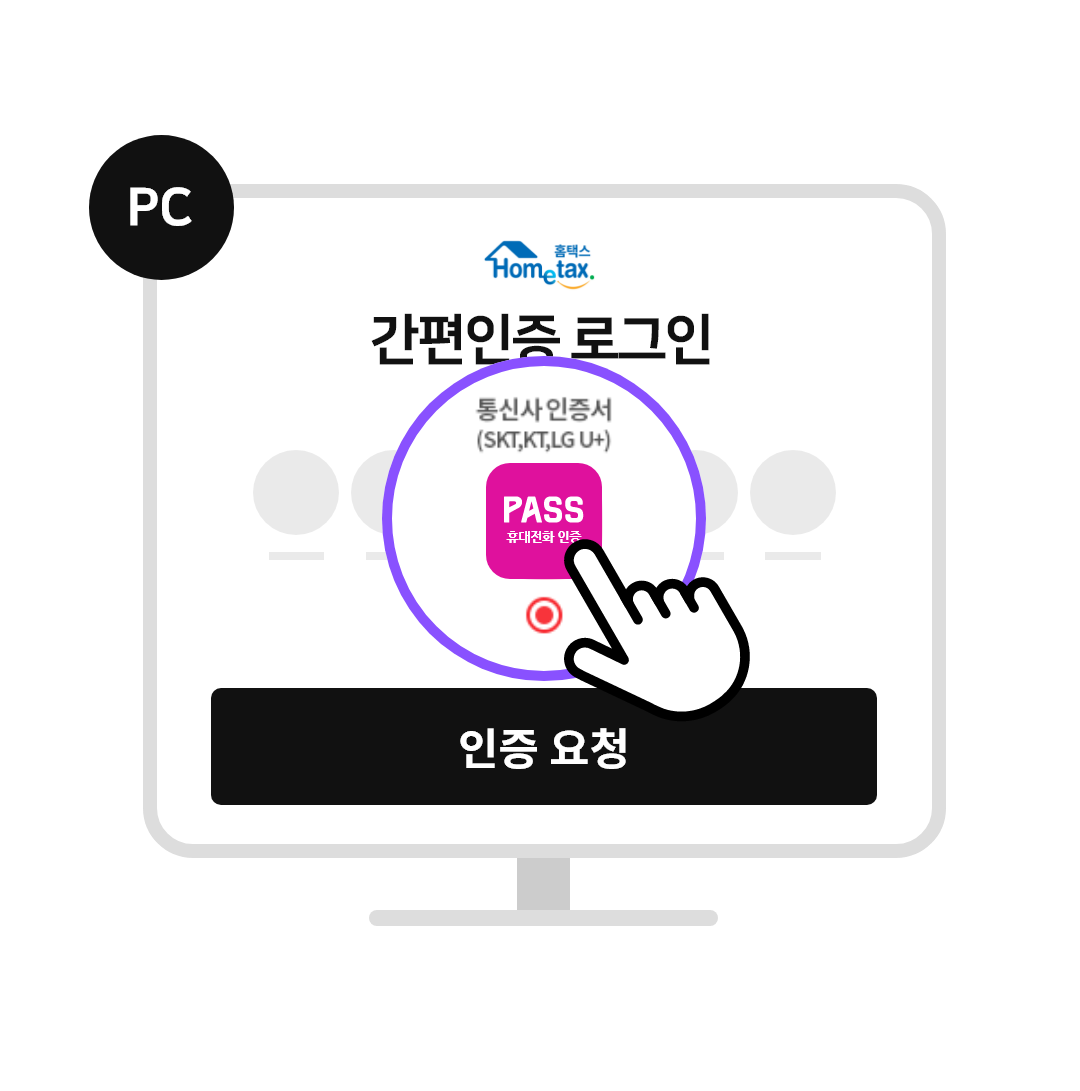 PC
홈택스
Hometax.
간편인증 로그인
통신사 인증서
(SKT,KT,LG U+)
PASS
휴대전화 인증
인증 요청